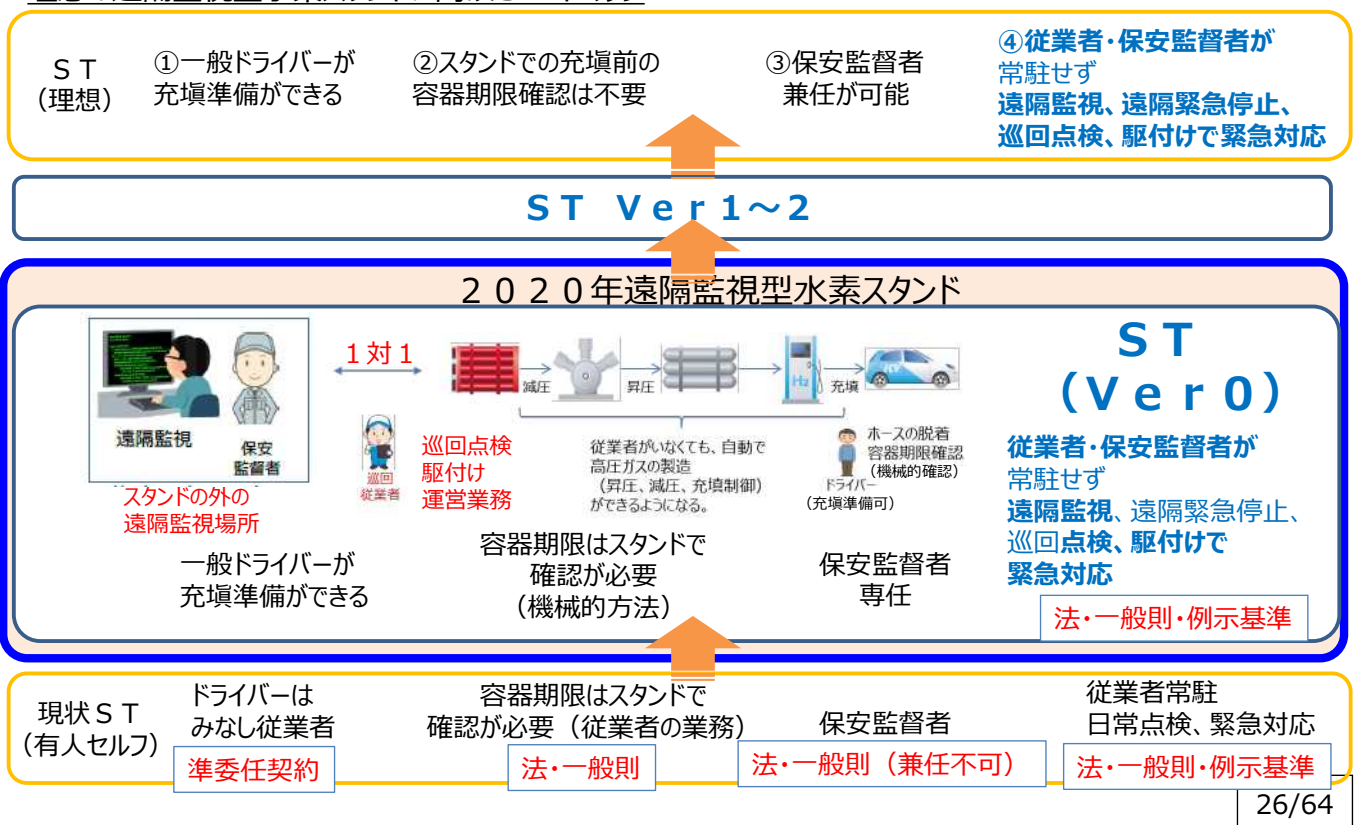 ＳＴ
（理想）
①一般ドライバーが
充塡準備ができる
②スタンドでの充塡前の
容器期限確認は不要
③保安監督者
兼任が可能
④従業者・保安監督者が
常駐せず
遠隔監視、遠隔緊急停止、
巡回点検、駆付けで緊急対応
ＳＴ Ｖｅｒ１～２
２０２０年遠隔監視型水素スタンド
遠隔監視
保安
監督者
スタンドの外の
遠隔監視場所
１対１
巡回
従業者
巡回点検
駆付け
運営業務
減圧
昇圧
H2
充塡
従業者がいなくても、自動で
高圧ガスの製造
（昇圧、減圧、充塡制御）
ができるようになる。
ホースの脱着
容器期限確認
（機械的確認）
ドライバー
（充塡準備可）
一般ドライバーが
充塡準備ができる
容器期限はスタンドで
確認が必要
（機械的方法）
保安監督者
専任
ＳＴ
（Ｖｅｒ０）
従業者・保安監督者が
常駐せず
遠隔監視、遠隔緊急停止、
巡回点検、駆付けで
緊急対応
法・一般則・例示基準
現状ＳＴ
（有人セルフ）
ドライバーは
みなし従業者
準委任契約
容器期限はスタンドで
確認が必要（従業者の業務）
法・一般則
保安監督者
法・一般則（兼任不可）
従業者常駐
日常点検、緊急対応
法・一般則・例示基準
26/64